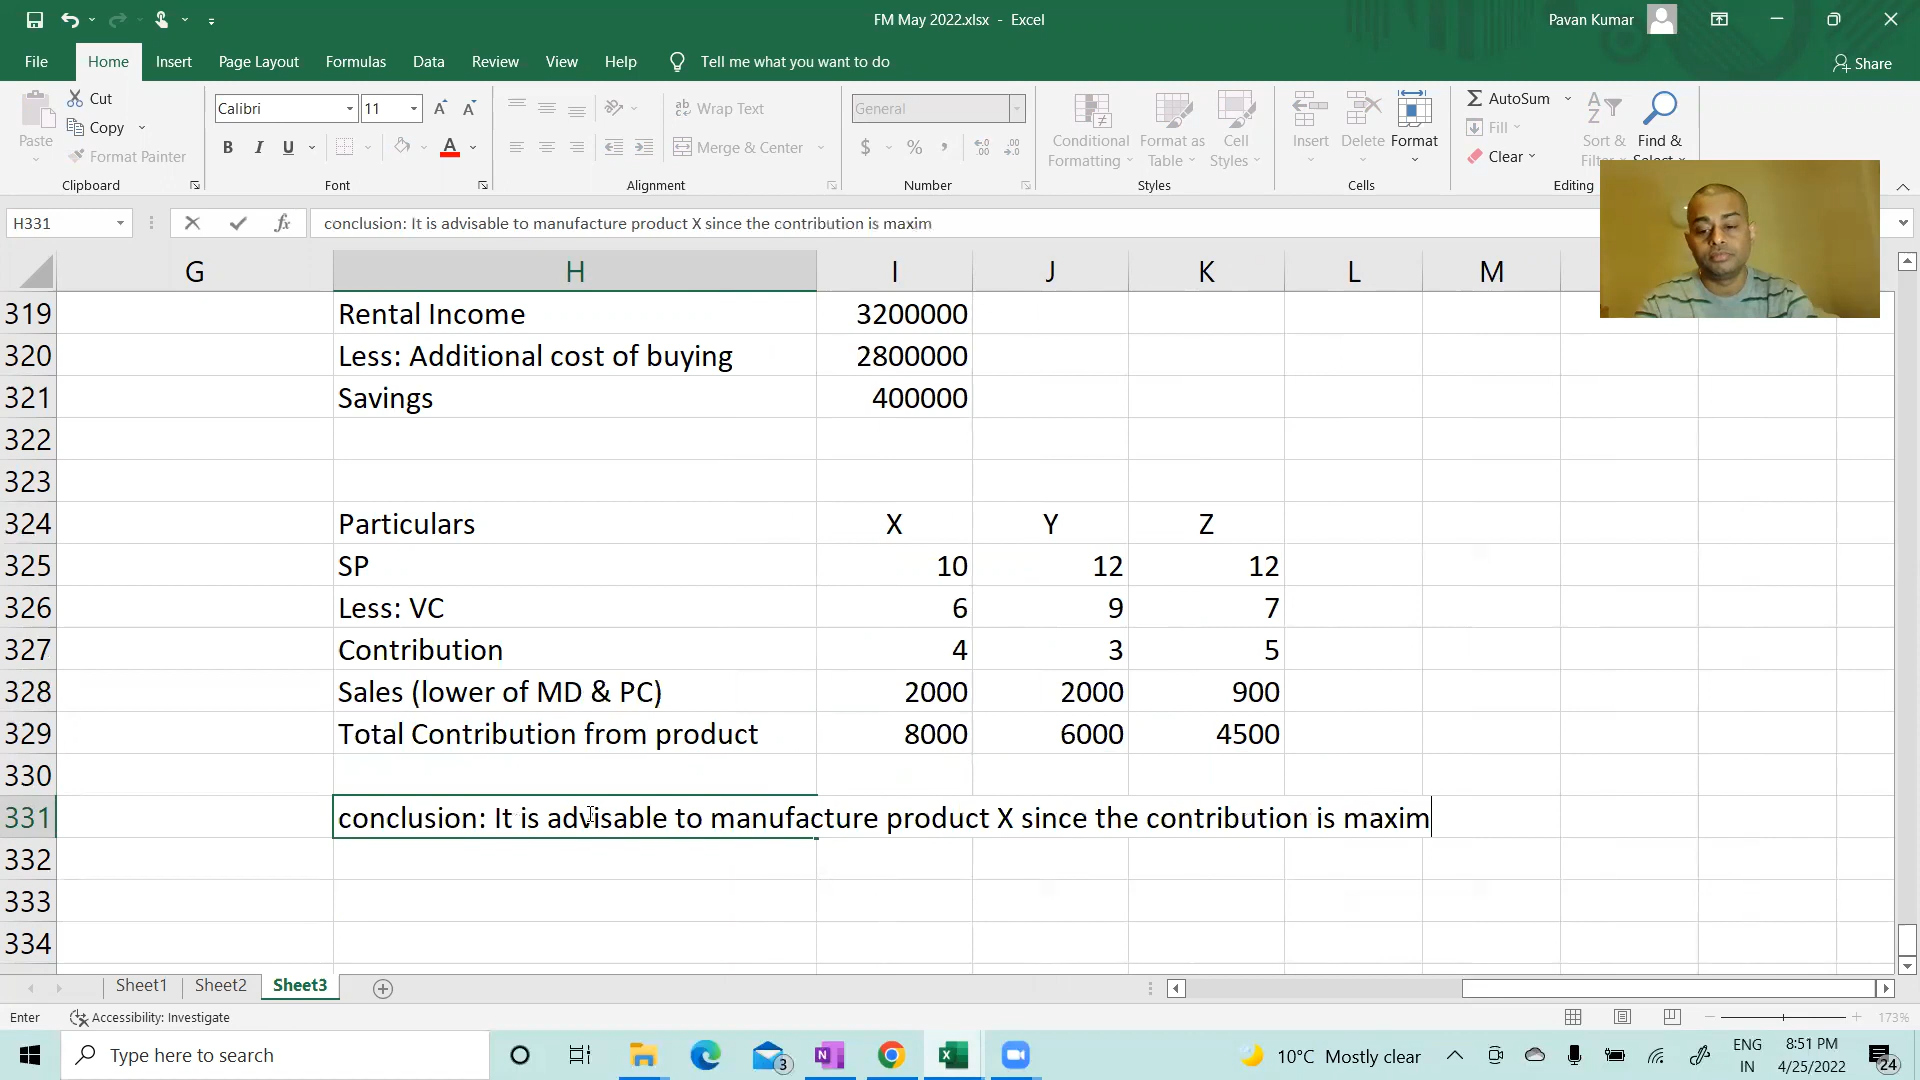 FM May 2022.xlsx - Excel
Pavan Kumar
File Home Insert Page Layout Formulas Data Review View Help Tell me what you want to do
Share
Paste
Cut
Copy
Format Painter
Clipboard
Calibri 11
B I U
Font
Wrap Text
Merge & Center
Alignment
General
$ % ,
Number
Conditional Formatting
Format as Table
Cell Styles
Styles
Insert Delete Format
Cells
AutoSum
Fill
Clear
Sort &
Find &
Editing
H331
conclusion: It is advisable to manufacture product X since the contribution is maxim
G H I J K L M
319 Rental Income 3200000
320 Less: Additional cost of buying 2800000
321 Savings 400000
322
323
324 Particulars X Y Z
325 SP 10 12 12
326 Less: VC 6 9 7
327 Contribution 4 3 5
328 Sales (lower of MD & PC) 2000 2000 900
329 Total Contribution from product 8000 6000 4500
330
331 conclusion: It is advisable to manufacture product X since the contribution is maxim
332
333
334
Sheet1 Sheet2 Sheet3
Enter Accessibility: Investigate 173%
Type here to search
3
10°C Mostly clear
ENG
IN
8:51 PM
4/25/2022
24